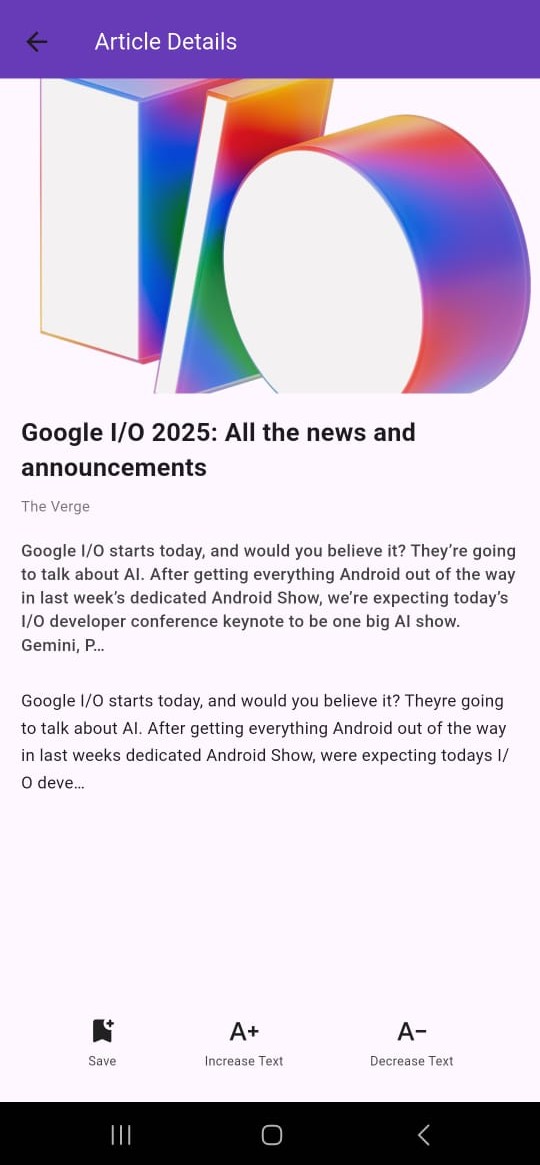 Article Details
Google I/O 2025: All the news and
announcements
The Verge
Google I/O starts today, and would you believe it? They’re going
to talk about AI. After getting everything Android out of the way
in last week’s dedicated Android Show, we’re expecting today’s
I/O developer conference keynote to be one big AI show.
Gemini, P…
Google I/O starts today, and would you believe it? Theyre going
to talk about AI. After getting everything Android out of the way
in last weeks dedicated Android Show, were expecting todays I/
O deve…
A+ A-
Save Increase Text Decrease Text